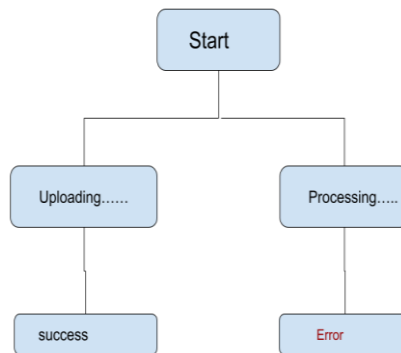 Start
Uploading......
Processing.....
success
Error